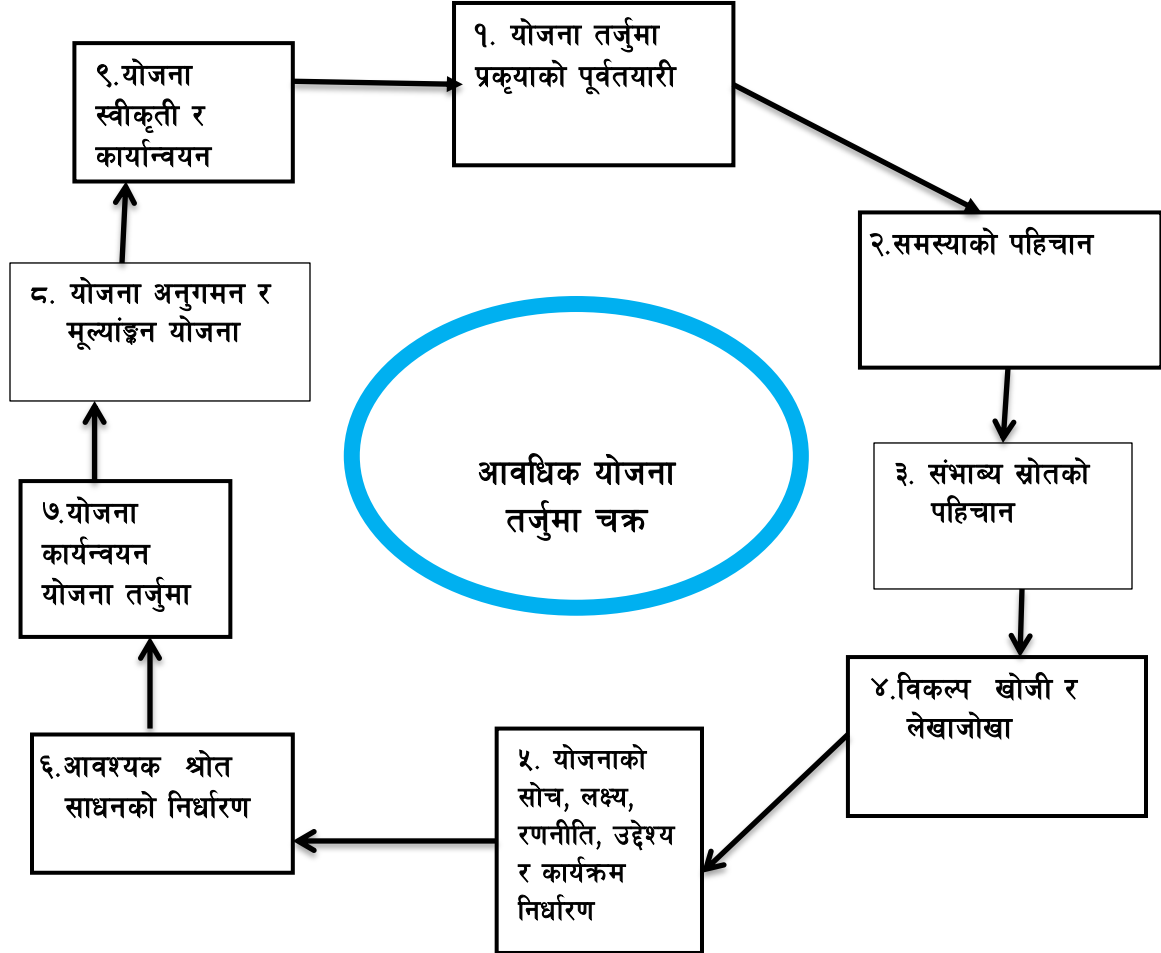 १. योजना तर्जुमा
प्रकृयाको पूर्वतयारी
२.समस्याको पहिचान
३. संभाब्य स्रोतको
पहिचान
४.विकल्प खोजी र
लेखाजोखा
५. योजनाको
सोच, लक्ष्य,
रणनीति, उद्देश्य
र कार्यक्रम
निर्धारण
६.आवश्यक श्रोत
साधनको निर्धारण
७.योजना
कार्यन्वयन
योजना तर्जुमा
८. योजना अनुगमन र
मूल्यांङ्कन योजना
९.योजना
स्वीकृती र
कार्यान्वयन
आवधिक योजना
तर्जुमा चक्र